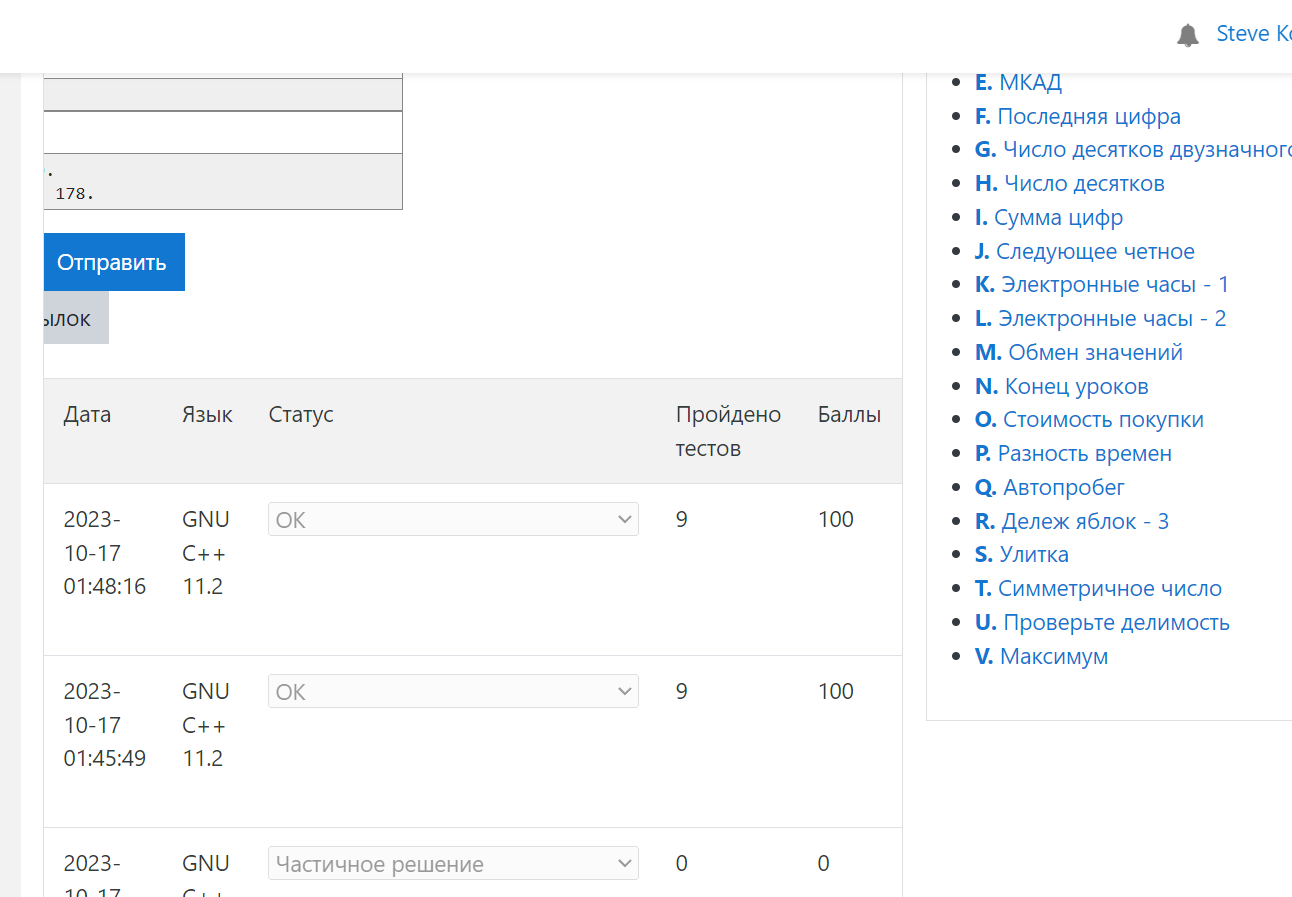 Steve
E. МКАД
F. Последняя цифра
G. Число десятков двузначного
H. Число десятков
I. Сумма цифр
J. Следующее четное
K. Электронные часы - 1
L. Электронные часы - 2
M. Обмен значений
N. Конец уроков
O. Стоимость покупки
P. Разность времен
Q. Автопробег
R. Дележ яблок - 3
S. Улитка
T. Симметричное число
U. Проверьте делимость
V. Максимум
178.
Отправить
ылок
Дата Язык Статус Пройдено Баллы
тестов
2023- GNU OK 9 100
10-17 C++
01:48:16 11.2
2023- GNU OK 9 100
10-17 C++
01:45:49 11.2
2023- GNU Частичное решение 0 0
10-17 C++